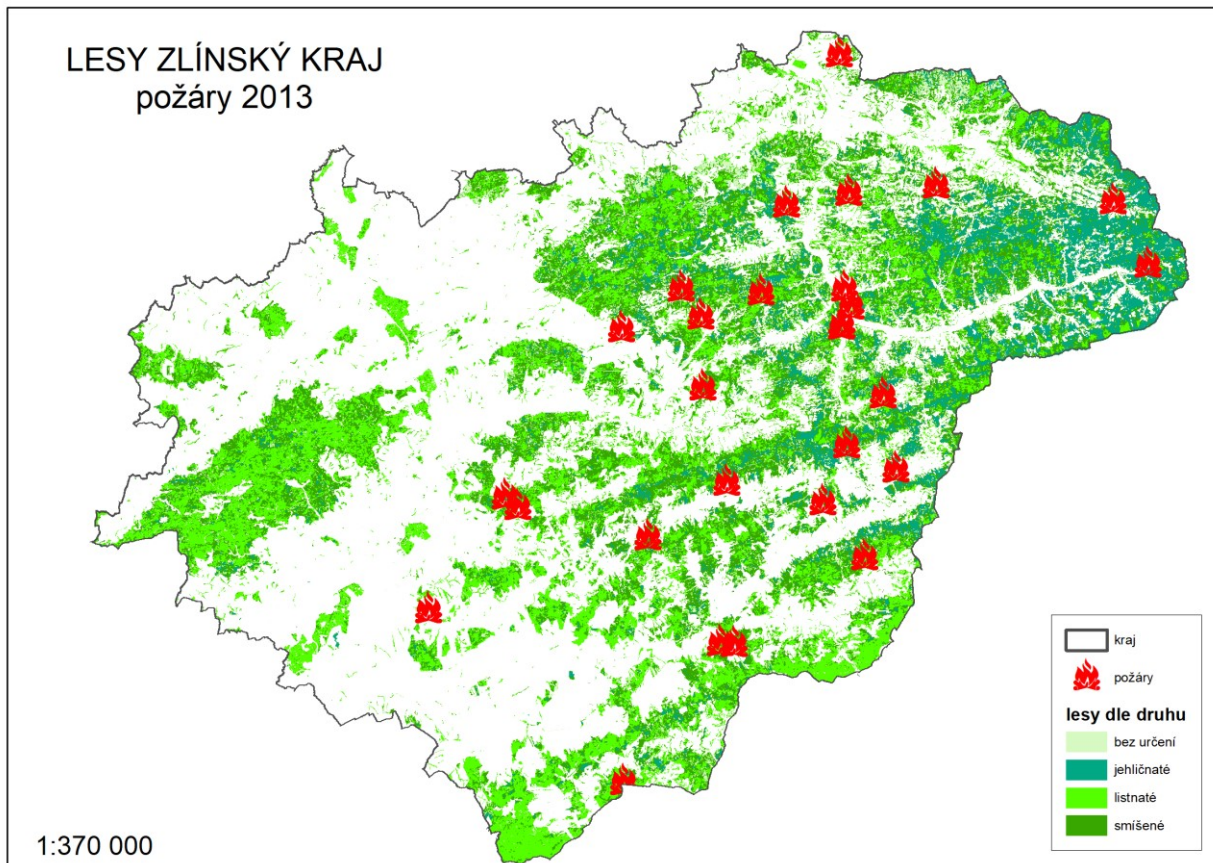 LESY ZLÍNSKÝ KRAJ
požáry 2013
kraj
požáry
lesy dle druhu
bez určení
jehličnaté
listnaté
smíšené
1:370 000